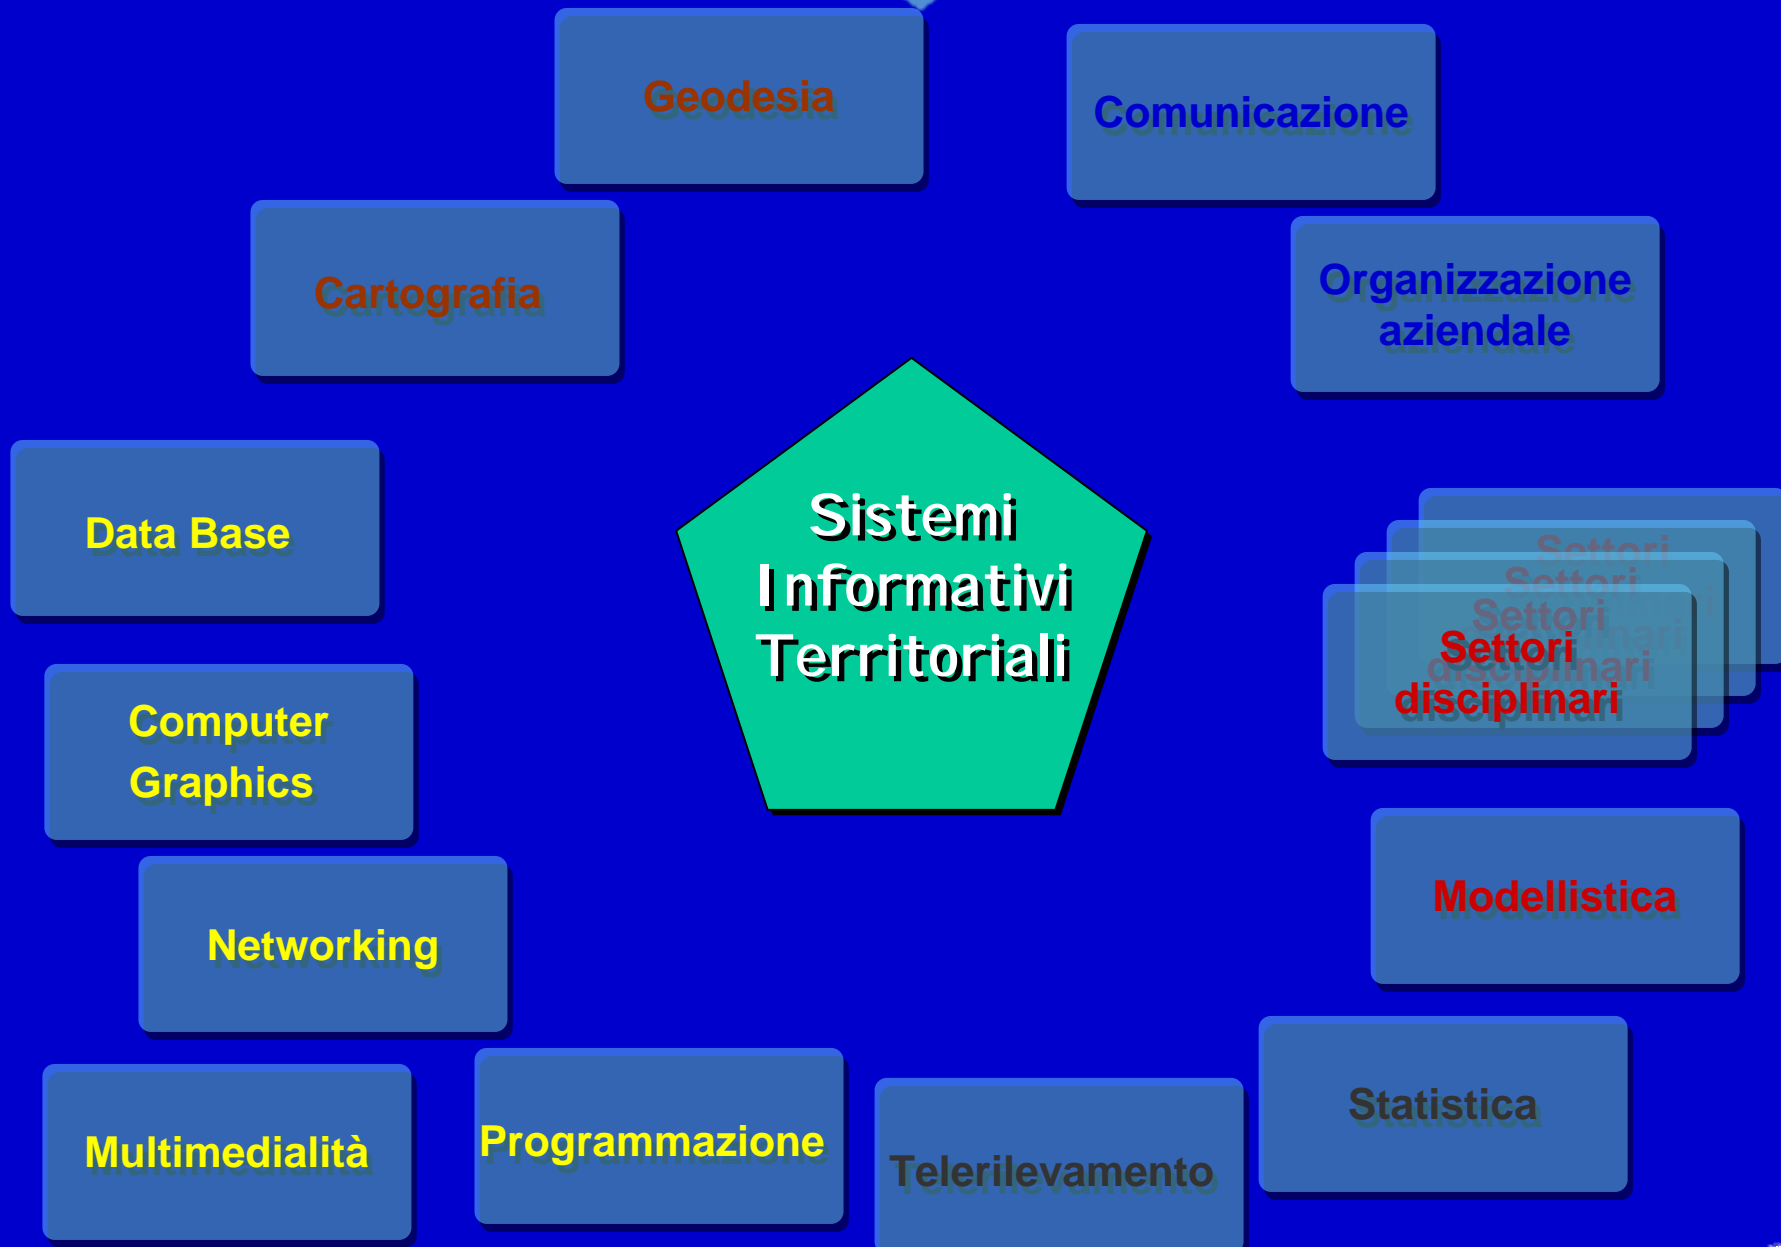 Geodesia
Comunicazione
Cartografia
Organizzazione
aziendale
Data Base
Sistemi
Informativi
Territoriali
Settori
Settori
Settori
disciplinari
Settori
disciplinari
Computer
Graphics
Modellistica
Networking
Statistica
Multimedialità
Programmazione
Telerilevamento